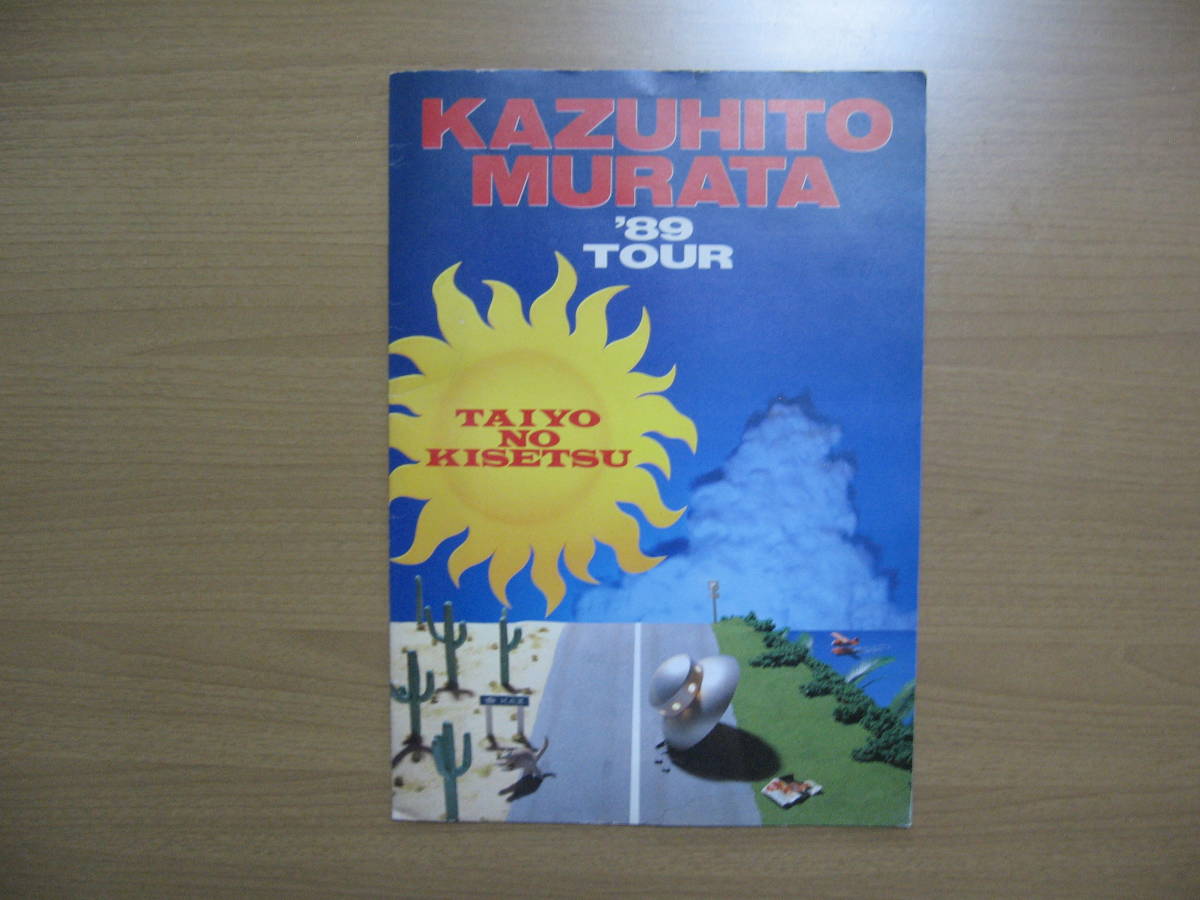 KAZUHITO
MURATA
'89
TOUR
TAIYO
NO
KISETSU